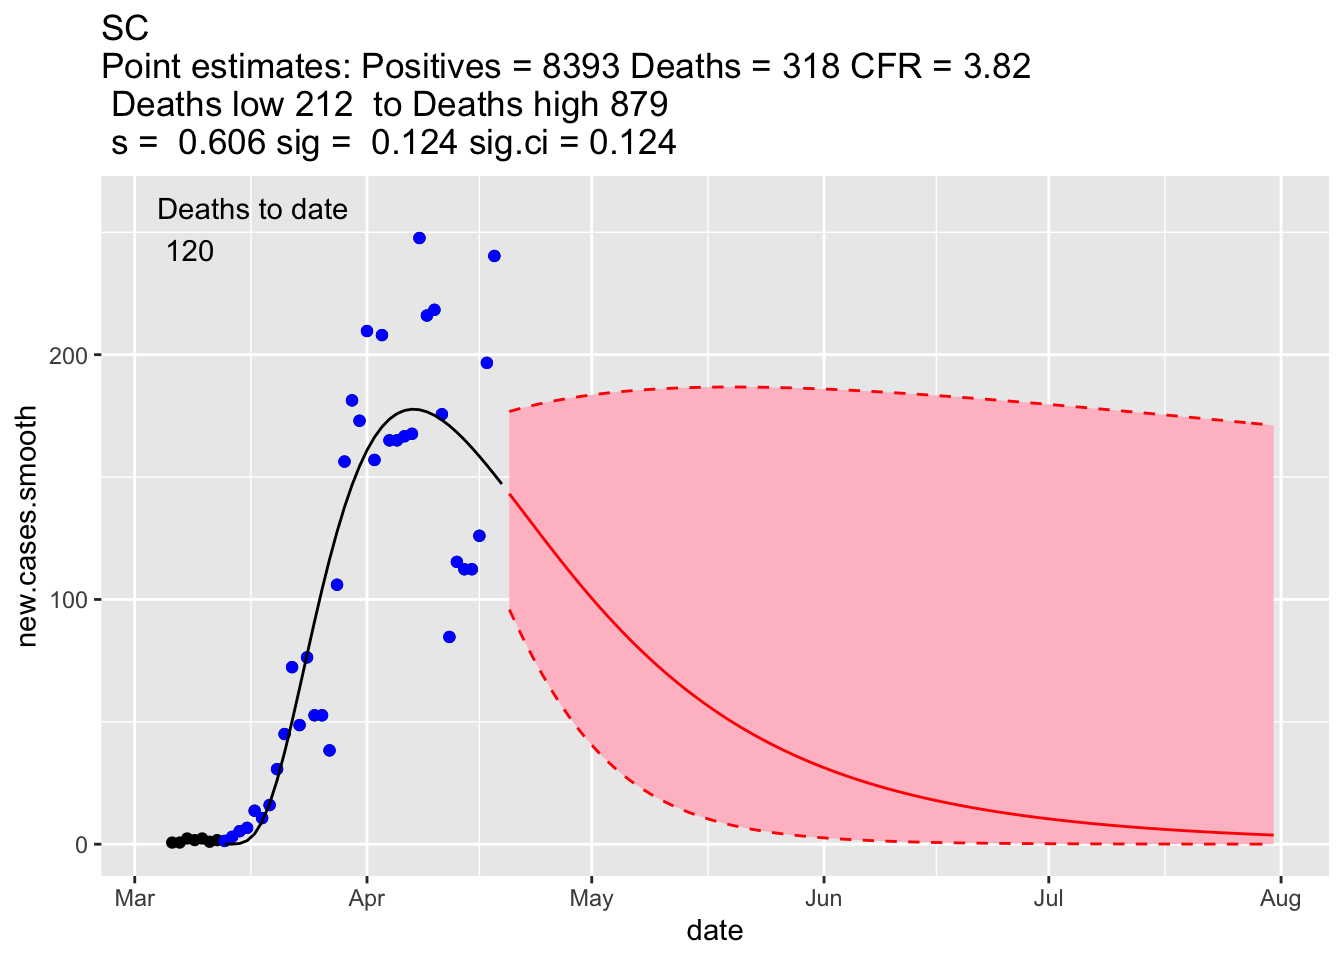 SC
Point estimates: Positives = 8393 Deaths = 318 CFR = 3.82
Deaths low 212  to Deaths high 879
s =  0.606 sig =  0.124 sig.ci = 0.124
Deaths to date
120
200
100
0
new.cases.smooth
Mar Apr May Jun Jul Aug
date